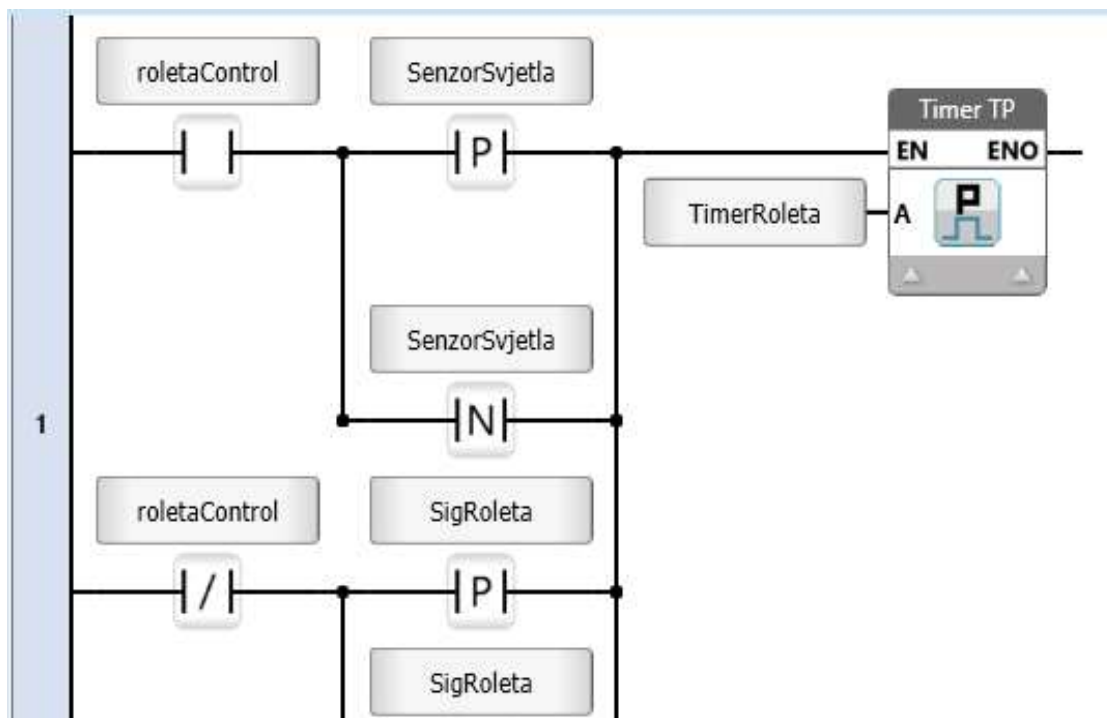 roletaControl
SenzorSvjetla
P
Timer TP
EN ENO
TimerRoleta
A
P
SenzorSvjetla
N
1
roletaControl
SigRoleta
/
P
SigRoleta